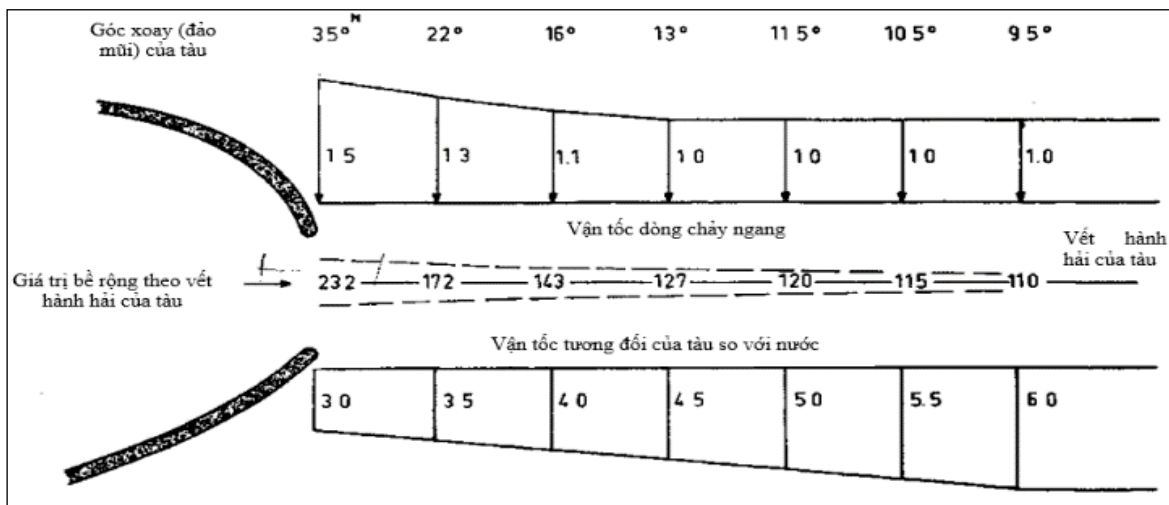 Góc xoay (đảo
mũi) của tàu
35° 22° 16° 13° 11 5° 10 5° 9 5°
1 5 1 3 1.1 1 0 1 0 1 0 1.0
Vận tốc dòng chảy ngang
Vết hành
hải của tàu
Giá trị bề rộng theo vết
hành hải của tàu
232 172 143 127 120 115 110
Vận tốc tương đối của tàu so với nước
3 0 3 5 4 0 4 5 5 0 5.5 6 0